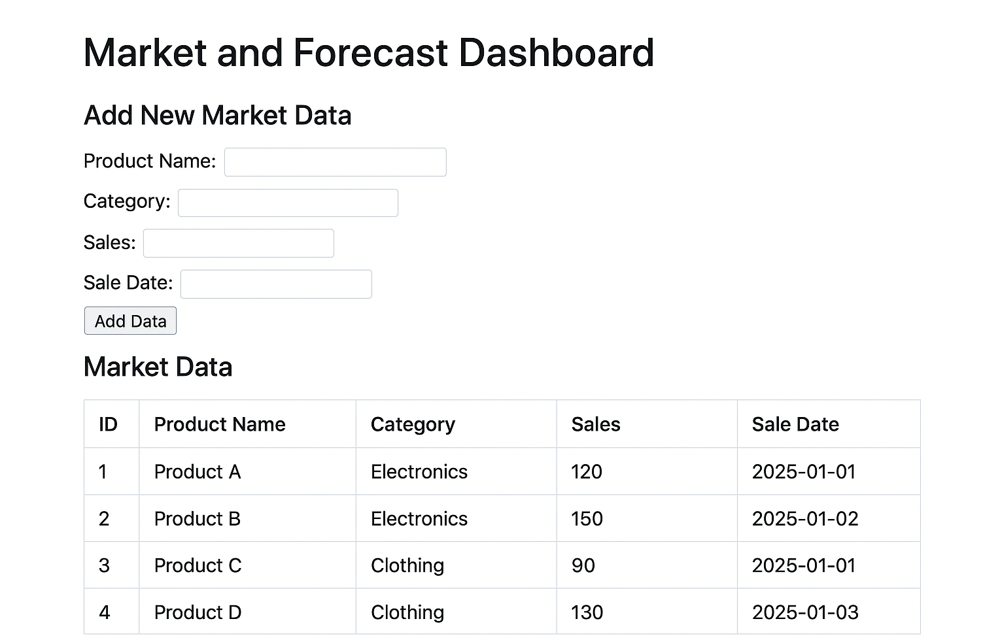 Market and Forecast Dashboard
Add New Market Data
Product Name:
Category:
Sales:
Sale Date:
Add Data
Market Data
ID Product Name Category Sales Sale Date
1 Product A Electronics 120 2025-01-01
2 Product B Electronics 150 2025-01-02
3 Product C Clothing 90 2025-01-01
4 Product D Clothing 130 2025-01-03